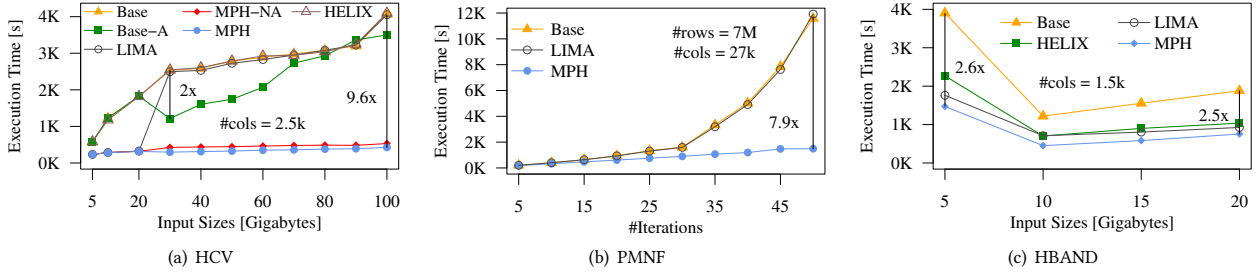 Base
Base-A
LIMA
MPH-NA
MPH
HELIX
Execution Time [s]
4K
3K
2K
1K
0K
2x
9.6x
#cols = 2.5k
5 20 40 60 80 100
Input Sizes [Gigabytes]
(a) HCV
Base
LIMA
MPH
#rows = 7M
#cols = 27k
Execution Time [s]
12K
10K
8K
6K
4K
2K
0K
7.9x
5 15 25 35 45
#Iterations
(b) PMNF
Base
HELIX
LIMA
MPH
Execution Time [s]
4K
3K
2K
1K
0K
2.6x
#cols = 1.5k
2.5x
5 10 15 20
Input Sizes [Gigabytes]
(c) HBAND